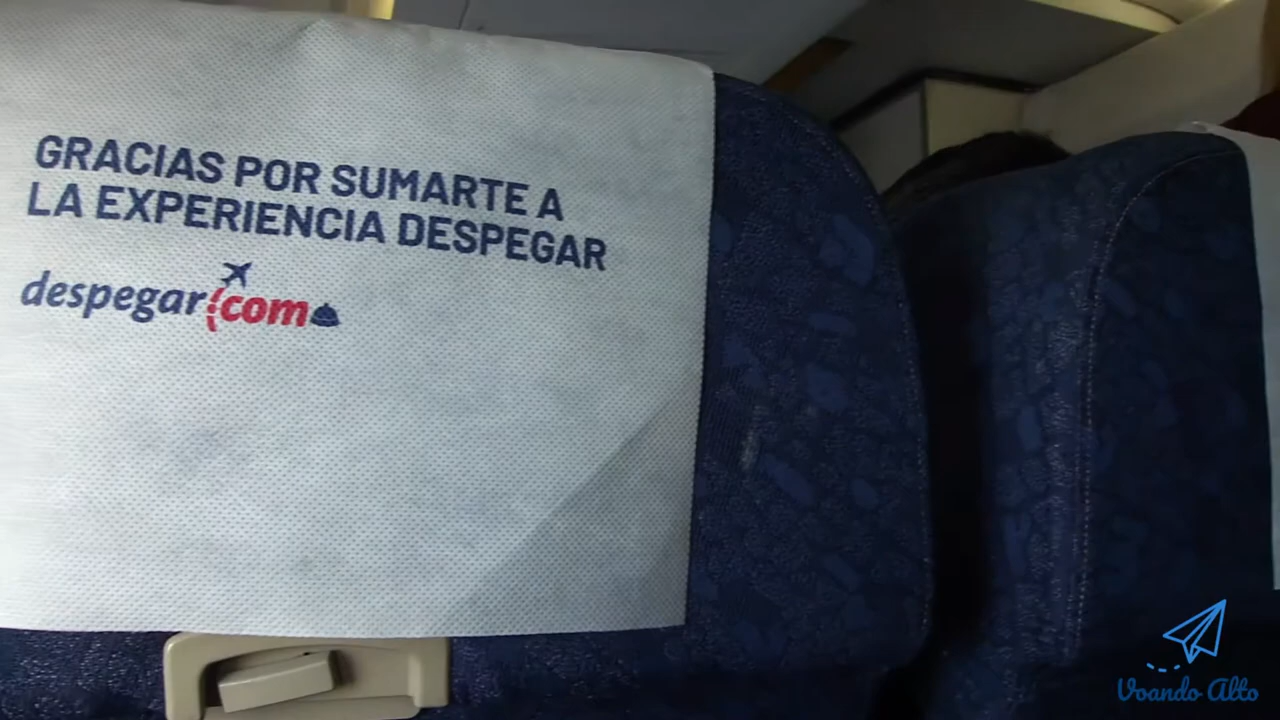 GRACIAS POR SUMARTE A
LA EXPERIENCIA DESPEGAR
despegar.com
Voando Alto